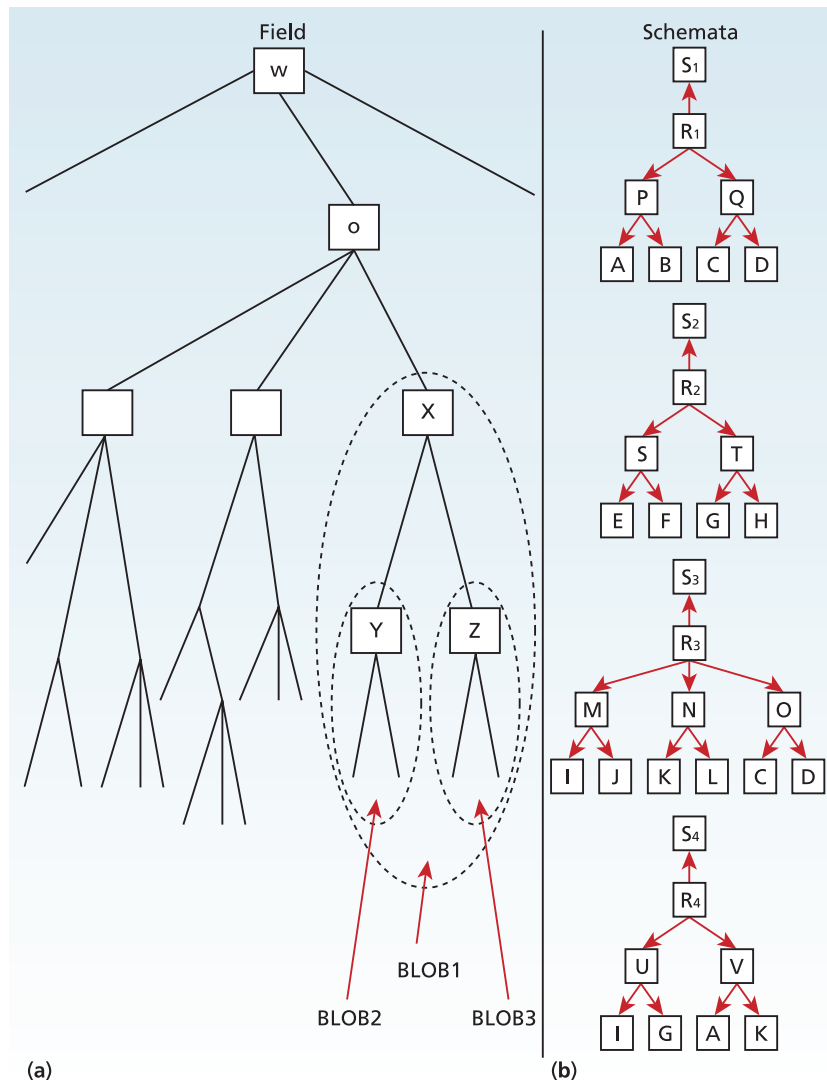 Field
w
o
X
Y Z
BLOB1
BLOB2 BLOB3
(a)
Schemata
S1
R1
P Q
A B C D
S2
R2
S T
E F G H
S3
R3
M N O
I J K L C D
S4
R4
U V
I G A K
(b)